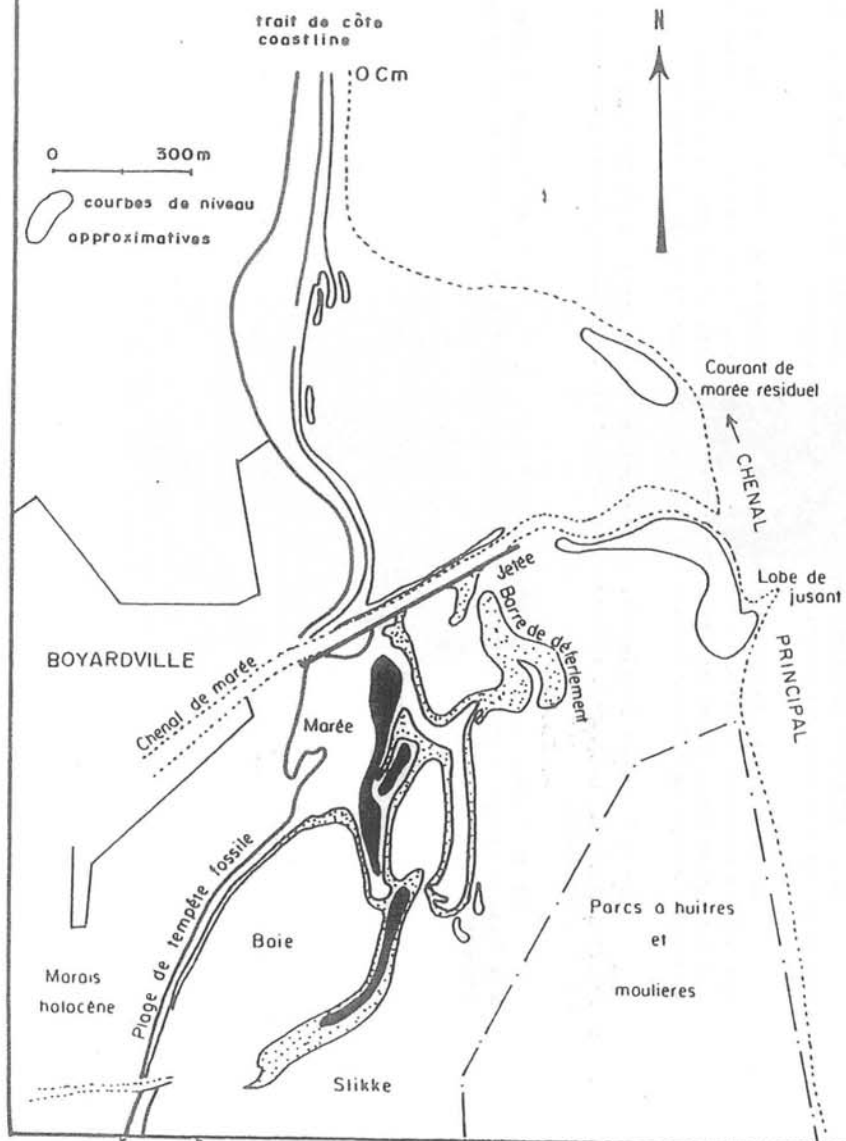 trait de côte
coastline
N
0 Cm
0 300m
courbes de niveau
approximatives
Courant de
marée résiduel
CHENAL
Lobe de
jusant
Jetée
Barre de déferlement
BOYARDVILLE
Chenal de marée
PRINCIPAL
Marée
Plage de tempête fossile
Parcs a huitres
et
moulieres
Baie
Marais
holocène
Slikke